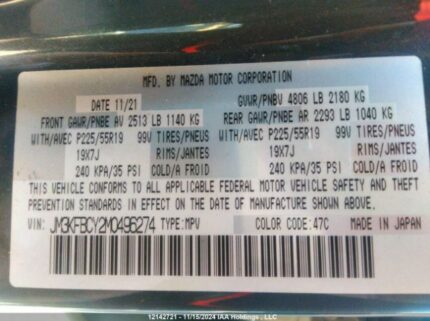 MFD. BY MAZDA MOTOR CORPORATION
DATE 11/21 GVWR/PNBV 4806 LB 2180 KG
FRONT GAWR/PNBE AV 2513 LB 1140 KG REAR GAWR/PNBE AR 2293 LB 1040 KG
WITH/AVEC P225/55R19 99V TIRES/PNEUS WITH/AVEC P225/55R19 99V TIRES/PNEUS
19X7J RIMS/JANTES 19X7J RIMS/JANTES
240 KPA/35 PSI COLD/A FROID 240 KPA/35 PSI COLD/A FROID
THIS VEHICLE CONFORMS TO ALL APPLICABLE FEDERAL MOTOR VEHICLE SAFETY
AND THEFT PREVENTION STANDARDS IN EFFECT ON THE DATE OF MANUFACTURE SHOWN ABOVE.
VIN: JM3KFBCY2M0496274 TYPE:MPV COLOR CODE: 47C MADE IN JAPAN
12142721 - 11/15/2024 IAA Holdings, LLC